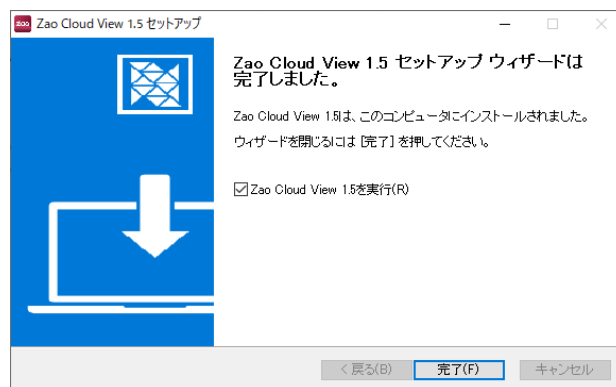 Zao Cloud View 1.5 セットアップ
Zao Cloud View 1.5 セットアップ ウィザードは
完了しました。
Zao Cloud View 1.5は、このコンピュータにインストールされました。
ウィザードを閉じるには [完了] を押してください。
Zao Cloud View 1.5を実行(R)
< 戻る(B)
完了(F)
キャンセル